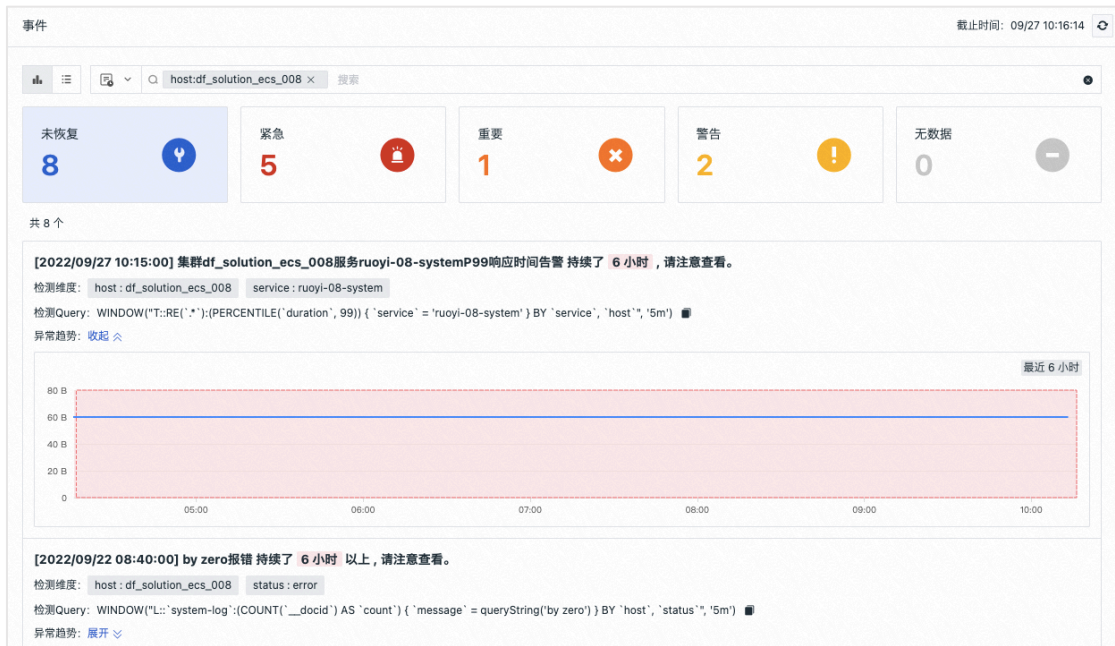 事件
截止时间：09/27 10:16:14
host:df_solution_ecs_008 × 搜索
未恢复
8
紧急
5
重要
1
警告
2
无数据
0
共 8 个
[2022/09/27 10:15:00] 集群df_solution_ecs_008服务ruoyi-08-systemP99响应时间告警 持续了 6 小时 , 请注意查看。
检测维度： host : df_solution_ecs_008 service : ruoyi-08-system
检测Query： WINDOW("T::RE(`.*`):(PERCENTILE(`duration`, 99)) { `service` = 'ruoyi-08-system' } BY `service`, `host`", '5m')
异常趋势： 收起
最近 6 小时
80 B
60 B
40 B
20 B
0
05:00 06:00 07:00 08:00 09:00 10:00
[2022/09/22 08:40:00] by zero报错 持续了 6 小时 以上 , 请注意查看。
检测维度： host : df_solution_ecs_008 status : error
检测Query： WINDOW("L::`system-log`:(COUNT(`__docid`) AS `count`) { `message` = queryString('by zero') } BY `host`, `status`", '5m')
异常趋势： 展开